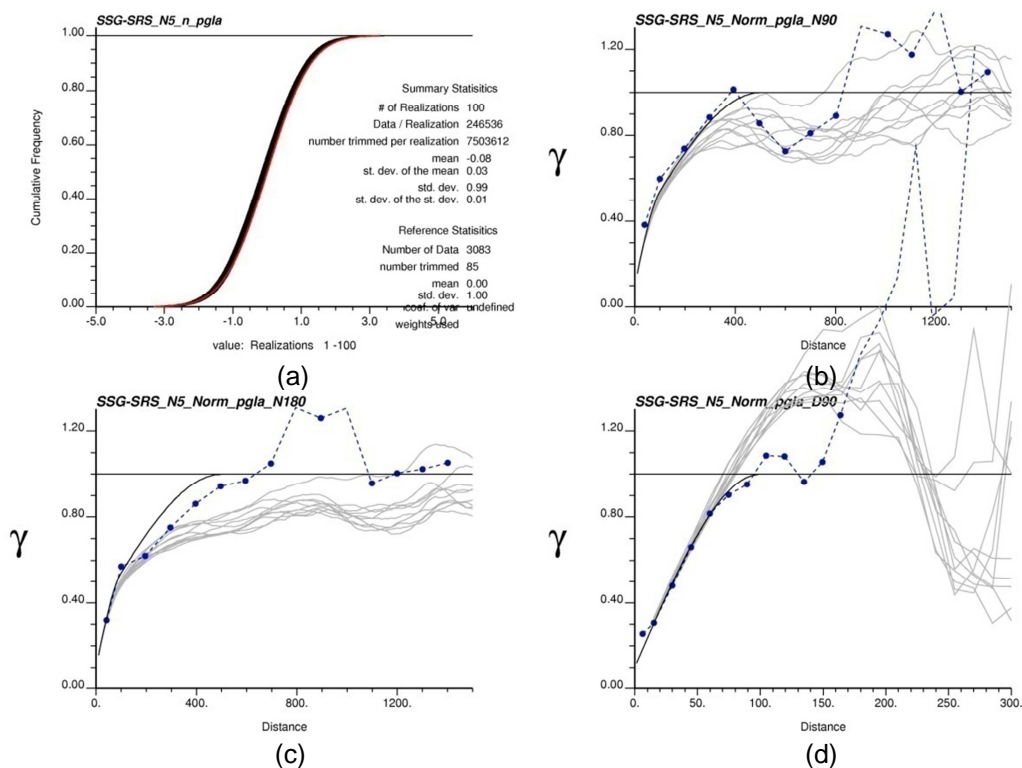 SSG-SRS_N5_n_pgla
1.00
0.80
0.60
0.40
0.20
0.00
Cumulative Frequency
-5.0 -3.0 -1.0 1.0 3.0 5.0
value: Realizations 1 -100
Summary Statisitics
# of Realizations 100
Data / Realization 246536
number trimmed per realization 7503612
mean -0.08
st. dev. of the mean 0.03
std. dev. 0.99
st. dev. of the st. dev. 0.01
Reference Statisitics
Number of Data 3083
number trimmed 85
mean 0.00
std. dev. 1.00
coef. of var undefined
weights used
(a)
SSG-SRS_N5_Norm_pgla_N90
1.20
0.80
0.40
0.00
γ
0. 400. 800. 1200.
Distance
(b)
SSG-SRS_N5_Norm_pgla_N180
1.20
0.80
0.40
0.00
γ
0. 400. 800. 1200.
Distance
(c)
SSG-SRS_N5_Norm_pgla_D90
1.20
0.80
0.40
0.00
γ
0. 50. 100. 150. 200. 250. 300.
Distance
(d)